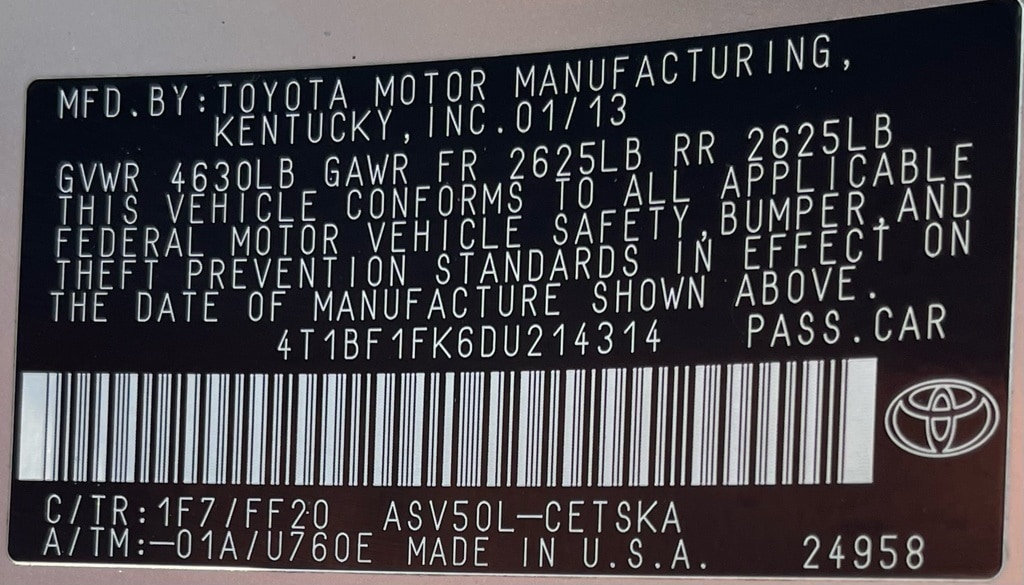 MFD.BY:TOYOTA MOTOR MANUFACTURING,
KENTUCKY,INC.01/13
GVWR 4630LB GAWR FR 2625LB RR 2625LB
THIS VEHICLE CONFORMS TO ALL APPLICABLE
FEDERAL MOTOR VEHICLE SAFETY,BUMPER,AND
THEFT PREVENTION STANDARDS IN EFFECT ON
THE DATE OF MANUFACTURE SHOWN ABOVE.
4T1BF1FK6DU214314 PASS.CAR
C/TR:1F7/FF20 ASV50L-CETSKA
A/TM:-01A/U760E MADE IN U.S.A. 24958